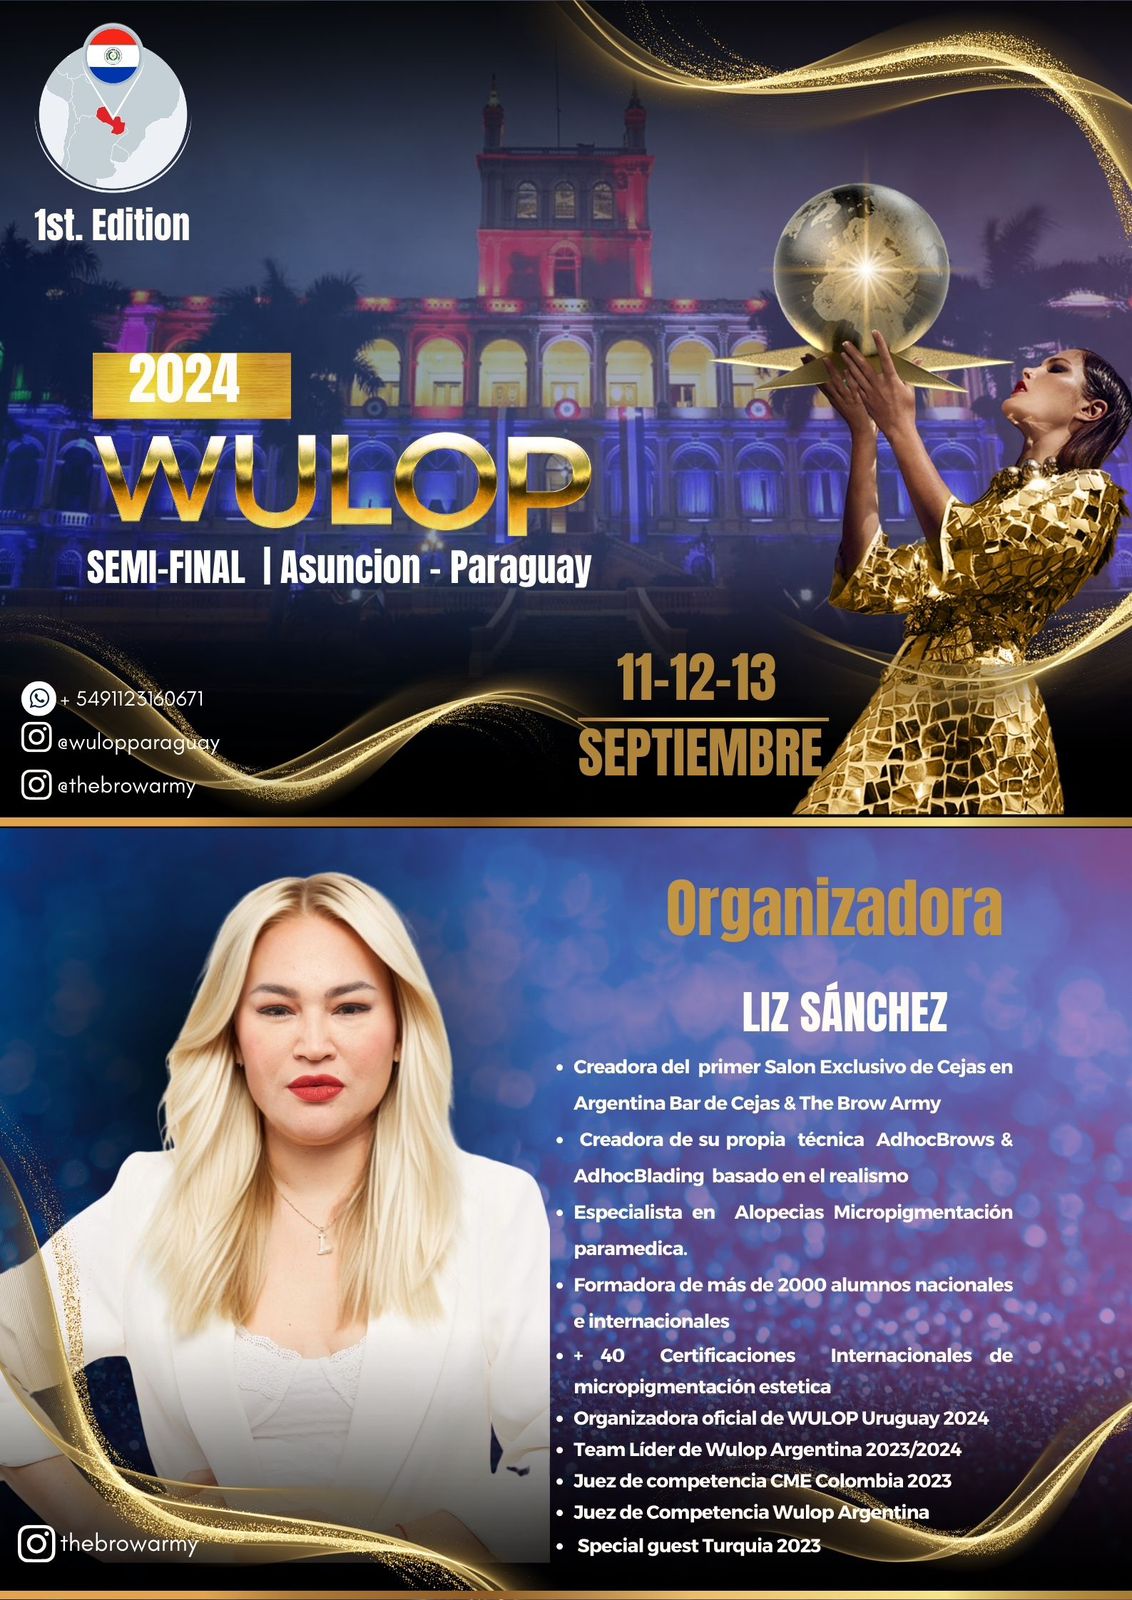 1st. Edition
2024
WULOP
SEMI-FINAL | Asuncion - Paraguay
11-12-13
SEPTIEMBRE
+ 5491123160671
@wulopparaguay
@thebrowarmy
Organizadora
LIZ SÁNCHEZ
• Creadora del primer Salon Exclusivo de Cejas en
Argentina Bar de Cejas & The Brow Army
• Creadora de su propia técnica AdhocBrows &
AdhocBlading basado en el realismo
• Especialista en Alopecias Micropigmentación
paramedica.
• Formadora de más de 2000 alumnos nacionales
e internacionales
• + 40 Certificaciones Internacionales de
micropigmentación estetica
• Organizadora oficial de WULOP Uruguay 2024
• Team Líder de Wulop Argentina 2023/2024
• Juez de competencia CME Colombia 2023
• Juez de Competencia Wulop Argentina
• Special guest Turquia 2023
thebrowarmy